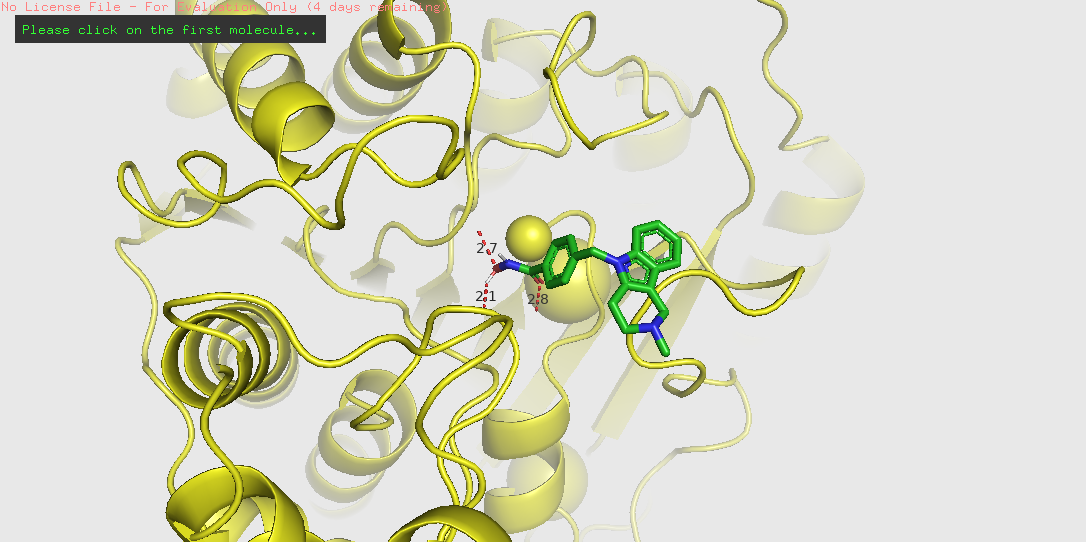 No License File - For Evaluation Only (4 days remaining)
Please click on the first molecule...
2.7
2.1
2.8